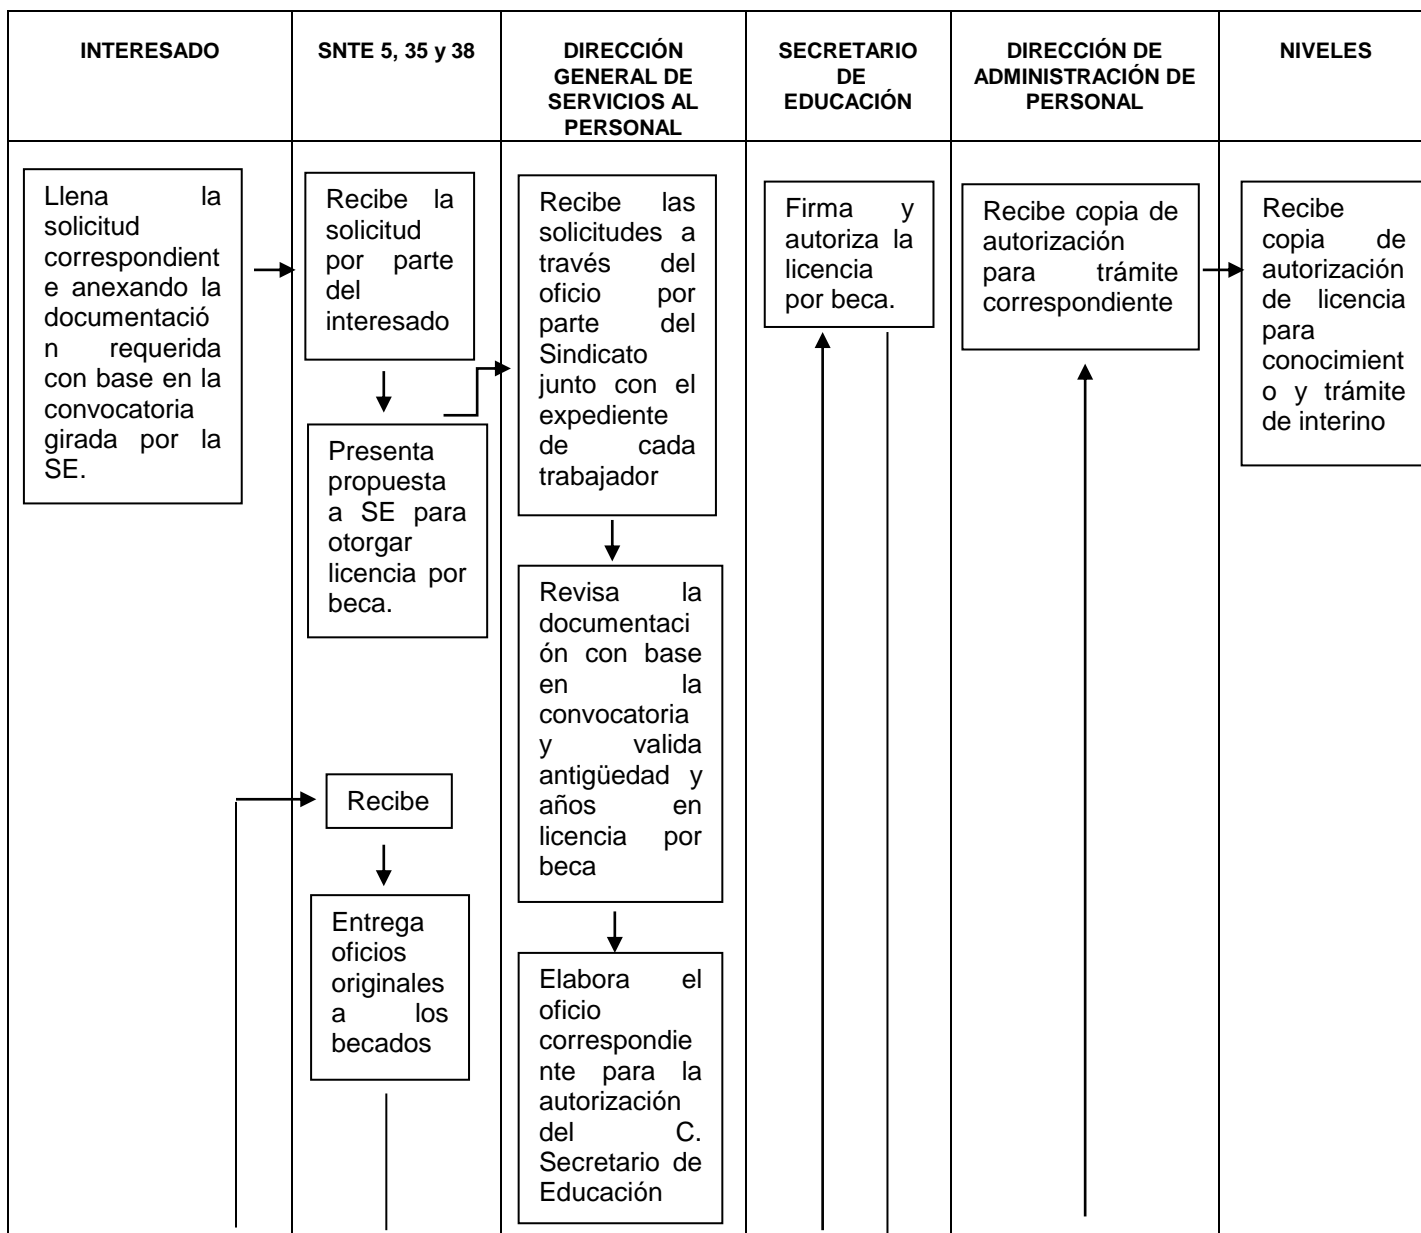 INTERESADO
SNTE 5, 35 y 38
DIRECCIÓN
GENERAL DE
SERVICIOS AL
PERSONAL
SECRETARIO
DE
EDUCACIÓN
DIRECCIÓN DE
ADMINISTRACIÓN DE
PERSONAL
NIVELES
Llena la
solicitud
correspondient
e anexando la
documentació
n requerida
con base en la
convocatoria
girada por la
SE.
Recibe la
solicitud
por parte
del
interesado
Presenta
propuesta
a SE para
otorgar
licencia por
beca.
Recibe
Entrega
oficios
originales
a los
becados
Recibe las
solicitudes a
través del
oficio por
parte del
Sindicato
junto con el
expediente
de cada
trabajador
Revisa la
documentaci
ón con base
en la
convocatoria
y valida
antigüedad y
años en
licencia por
beca
Elabora el
oficio
correspondie
nte para la
autorización
del C.
Secretario de
Educación
Firma y
autoriza la
licencia
por beca.
Recibe copia de
autorización
para trámite
correspondiente
Recibe
copia de
autorización
de licencia
para
conocimient
o y trámite
de interino